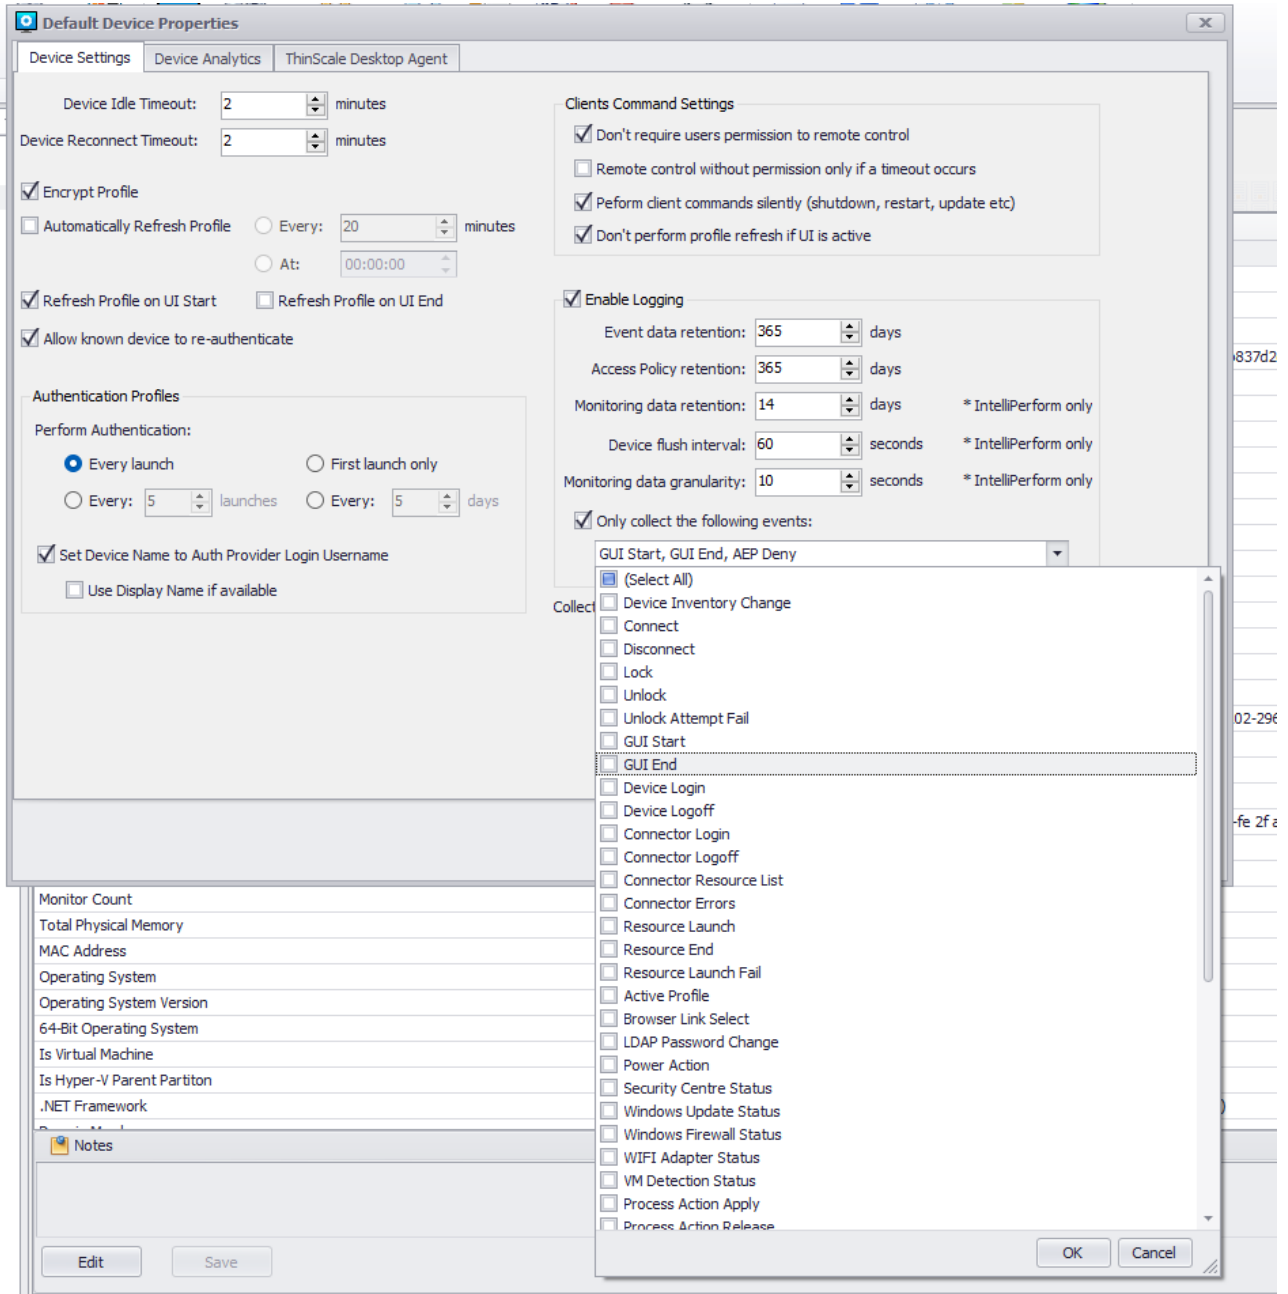 Default Device Properties
Device Settings
Device Analytics
ThinScale Desktop Agent
Device Idle Timeout: 2 minutes
Device Reconnect Timeout: 2 minutes
Encrypt Profile
Automatically Refresh Profile
Every: 20 minutes
At: 00:00:00
Refresh Profile on UI Start
Refresh Profile on UI End
Allow known device to re-authenticate
Authentication Profiles
Perform Authentication:
Every launch
First launch only
Every: 5 launches
Every: 5 days
Set Device Name to Auth Provider Login Username
Use Display Name if available
Clients Command Settings
Don't require users permission to remote control
Remote control without permission only if a timeout occurs
Peform client commands silently (shutdown, restart, update etc)
Don't perform profile refresh if UI is active
Enable Logging
Event data retention: 365 days
Access Policy retention: 365 days
Monitoring data retention: 14 days * IntelliPerform only
Device flush interval: 60 seconds * IntelliPerform only
Monitoring data granularity: 10 seconds * IntelliPerform only
Only collect the following events:
GUI Start, GUI End, AEP Deny
Collect
(Select All)
Device Inventory Change
Connect
Disconnect
Lock
Unlock
Unlock Attempt Fail
GUI Start
GUI End
Device Login
Device Logoff
Connector Login
Connector Logoff
Connector Resource List
Connector Errors
Resource Launch
Resource End
Resource Launch Fail
Active Profile
Browser Link Select
LDAP Password Change
Power Action
Security Centre Status
Windows Update Status
Windows Firewall Status
WIFI Adapter Status
VM Detection Status
Process Action Apply
Process Action Release
OK
Cancel
837d2
02-296
-fe 2f a
Monitor Count
Total Physical Memory
MAC Address
Operating System
Operating System Version
64-Bit Operating System
Is Virtual Machine
Is Hyper-V Parent Partiton
.NET Framework
Notes
Edit
Save